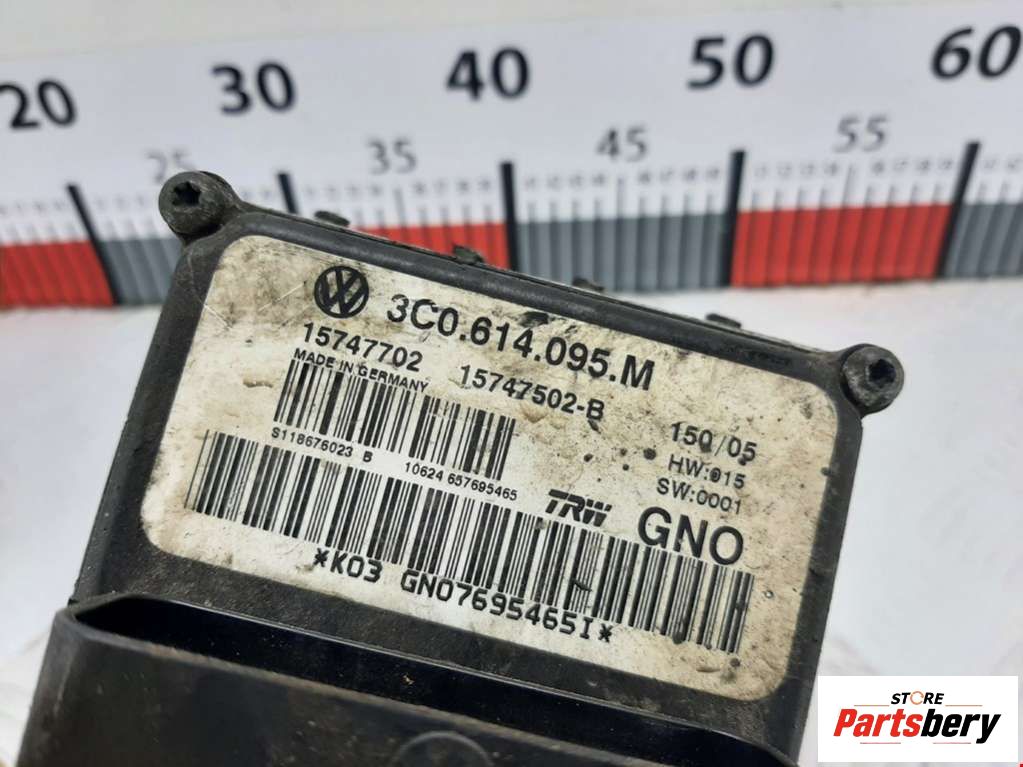 20 30 40 50 60
25 35 45 55
3C0.614.095.M
15747702 15747502-B
MADE IN GERMANY
150/05
HW:015
SW:0001
S118676023 B 10624 657695465
TRW GNO
*K03 GNO7695465I*
STORE
Partsbery